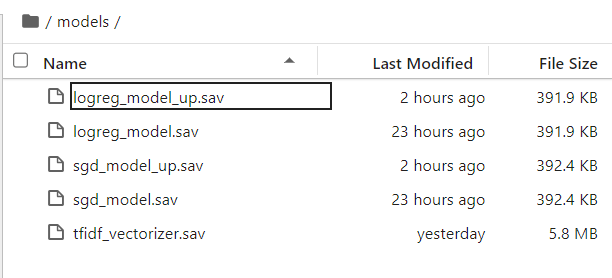 / models /
Name Last Modified File Size
logreg_model_up.sav 2 hours ago 391.9 KB
logreg_model.sav 23 hours ago 391.9 KB
sgd_model_up.sav 2 hours ago 392.4 KB
sgd_model.sav 23 hours ago 392.4 KB
tfidf_vectorizer.sav yesterday 5.8 MB